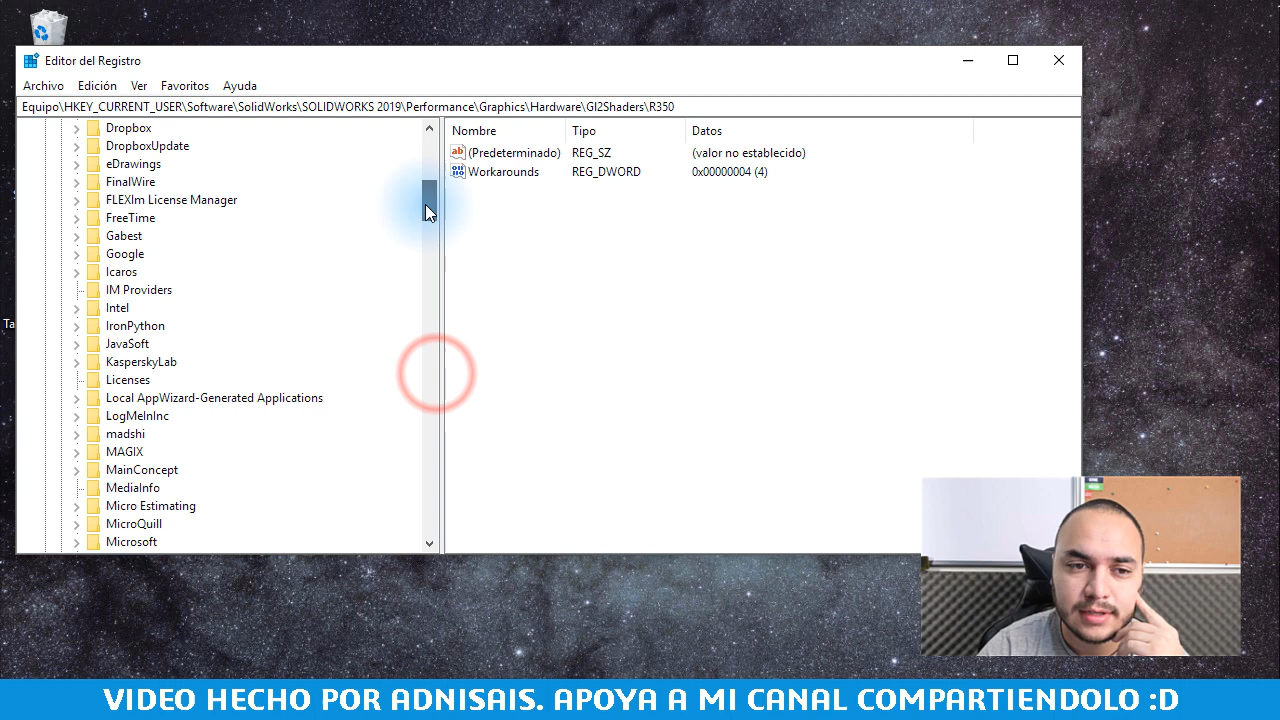 Editor del Registro
Archivo Edición Ver Favoritos Ayuda
Equipo\HKEY_CURRENT_USER\Software\SolidWorks\SOLIDWORKS 2019\Performance\Graphics\Hardware\Gl2Shaders\R350
Dropbox
DropboxUpdate
eDrawings
FinalWire
FLEXlm License Manager
FreeTime
Gabest
Google
Icaros
IM Providers
Intel
IronPython
JavaSoft
KasperskyLab
Licenses
Local AppWizard-Generated Applications
LogMeInInc
madshi
MAGIX
MainConcept
MediaInfo
Micro Estimating
MicroQuill
Microsoft
Nombre Tipo Datos
ab (Predeterminado) REG_SZ (valor no establecido)
Workarounds REG_DWORD 0x00000004 (4)
Ta
VIDEO HECHO POR ADNISAIS. APOYA A MI CANAL COMPARTIENDOLO :D